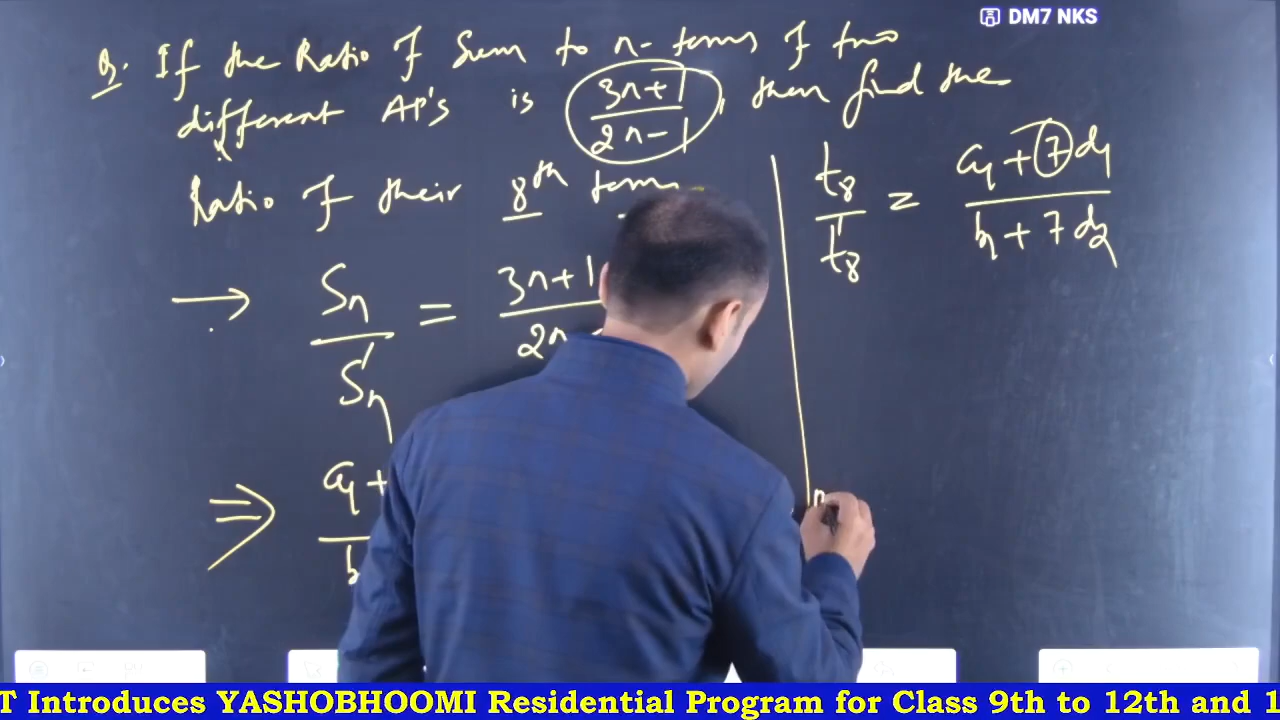 DM7 NKS
Q. If the Ratio of Sum to n-terms of two
different AP's is (3n+1)/(2n-1), then find the
Ratio of their 8th terms
→ Sn/S'n = 3n+1/2n
t8/t'8 = a1+7d1/b1+7d2
⇒ a1+/b
T Introduces YASHOBHOOMI Residential Program for Class 9th to 12th and 1